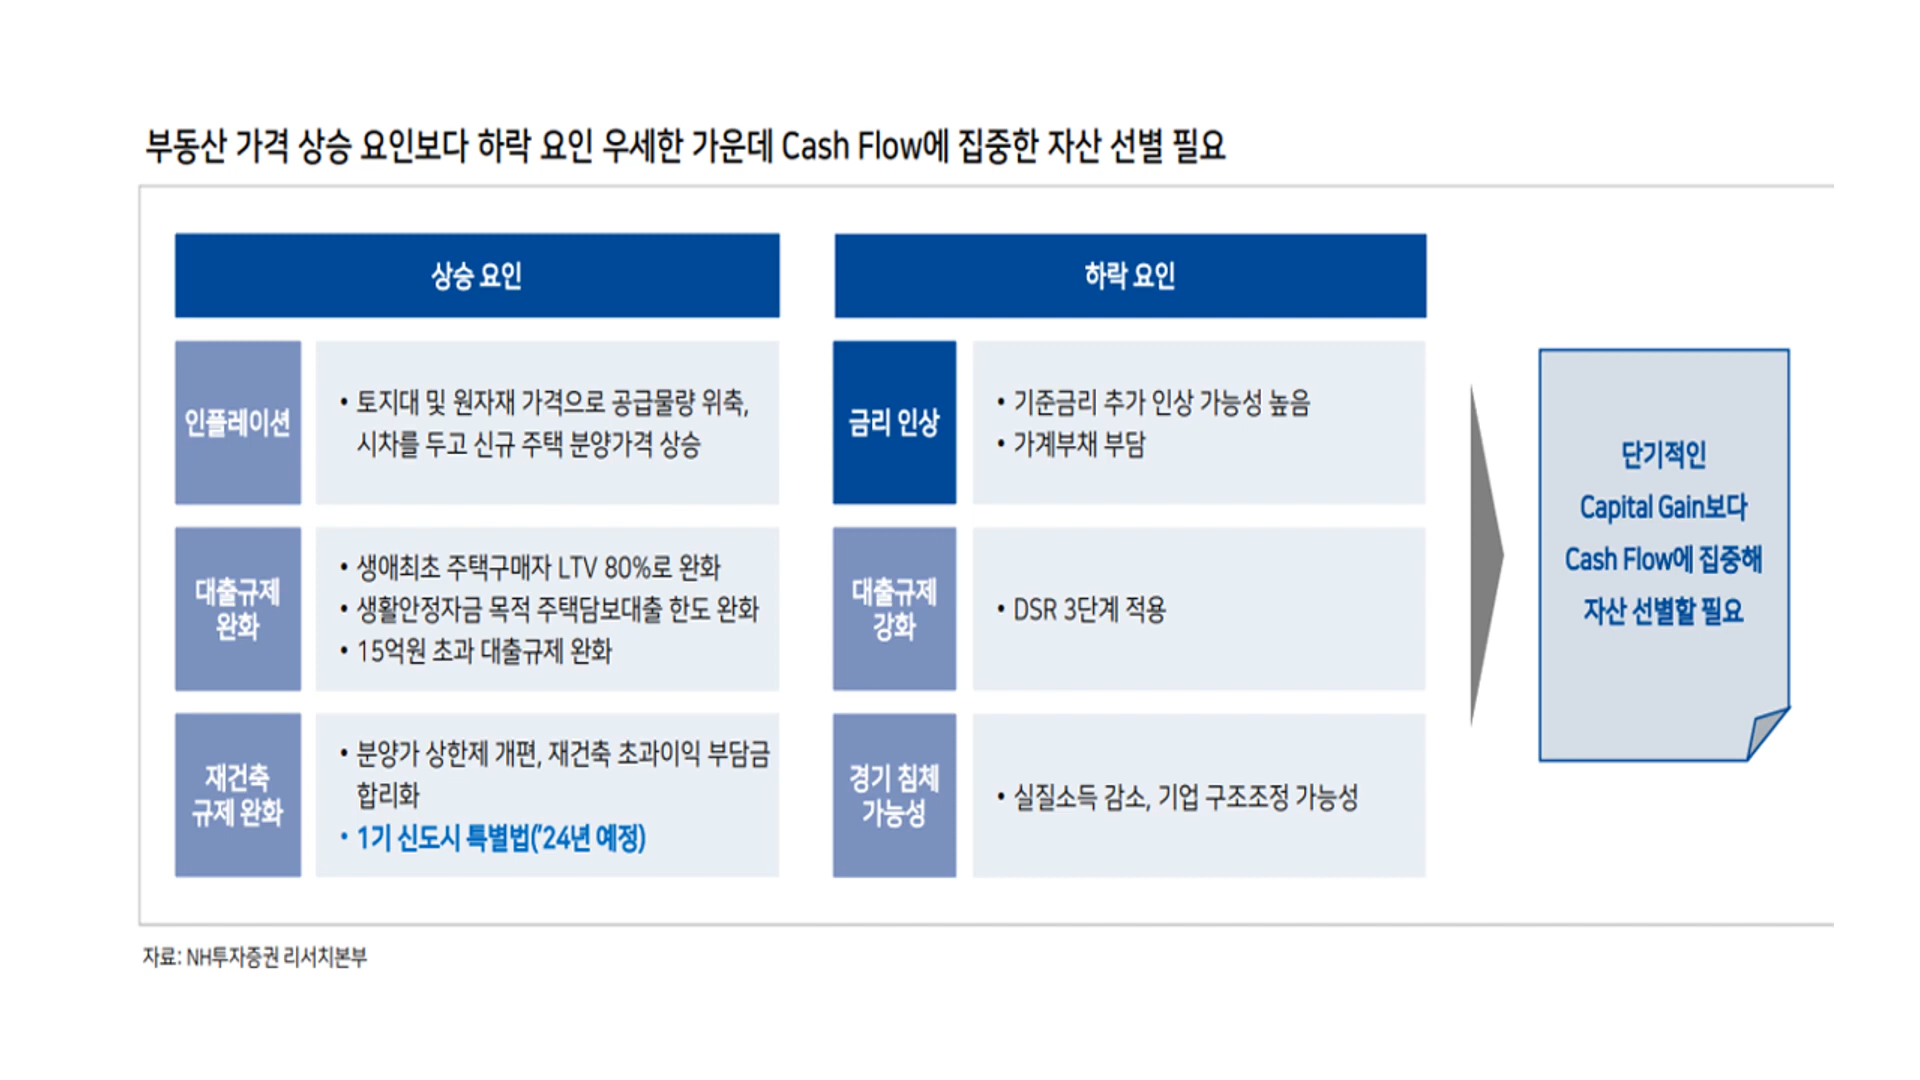 부동산 가격 상승 요인보다 하락 요인 우세한 가운데 Cash Flow에 집중한 자산 선별 필요
상승 요인
인플레이션
• 토지대 및 원자재 가격으로 공급물량 위축,
시차를 두고 신규 주택 분양가격 상승
대출규제
완화
• 생애최초 주택구매자 LTV 80%로 완화
• 생활안정자금 목적 주택담보대출 한도 완화
• 15억원 초과 대출규제 완화
재건축
규제 완화
• 분양가 상한제 개편, 재건축 초과이익 부담금
합리화
• 1기 신도시 특별법(’24년 예정)
하락 요인
금리 인상
• 기준금리 추가 인상 가능성 높음
• 가계부채 부담
대출규제
강화
• DSR 3단계 적용
경기 침체
가능성
• 실질소득 감소, 기업 구조조정 가능성
단기적인
Capital Gain보다
Cash Flow에 집중해
자산 선별할 필요
자료: NH투자증권 리서치본부